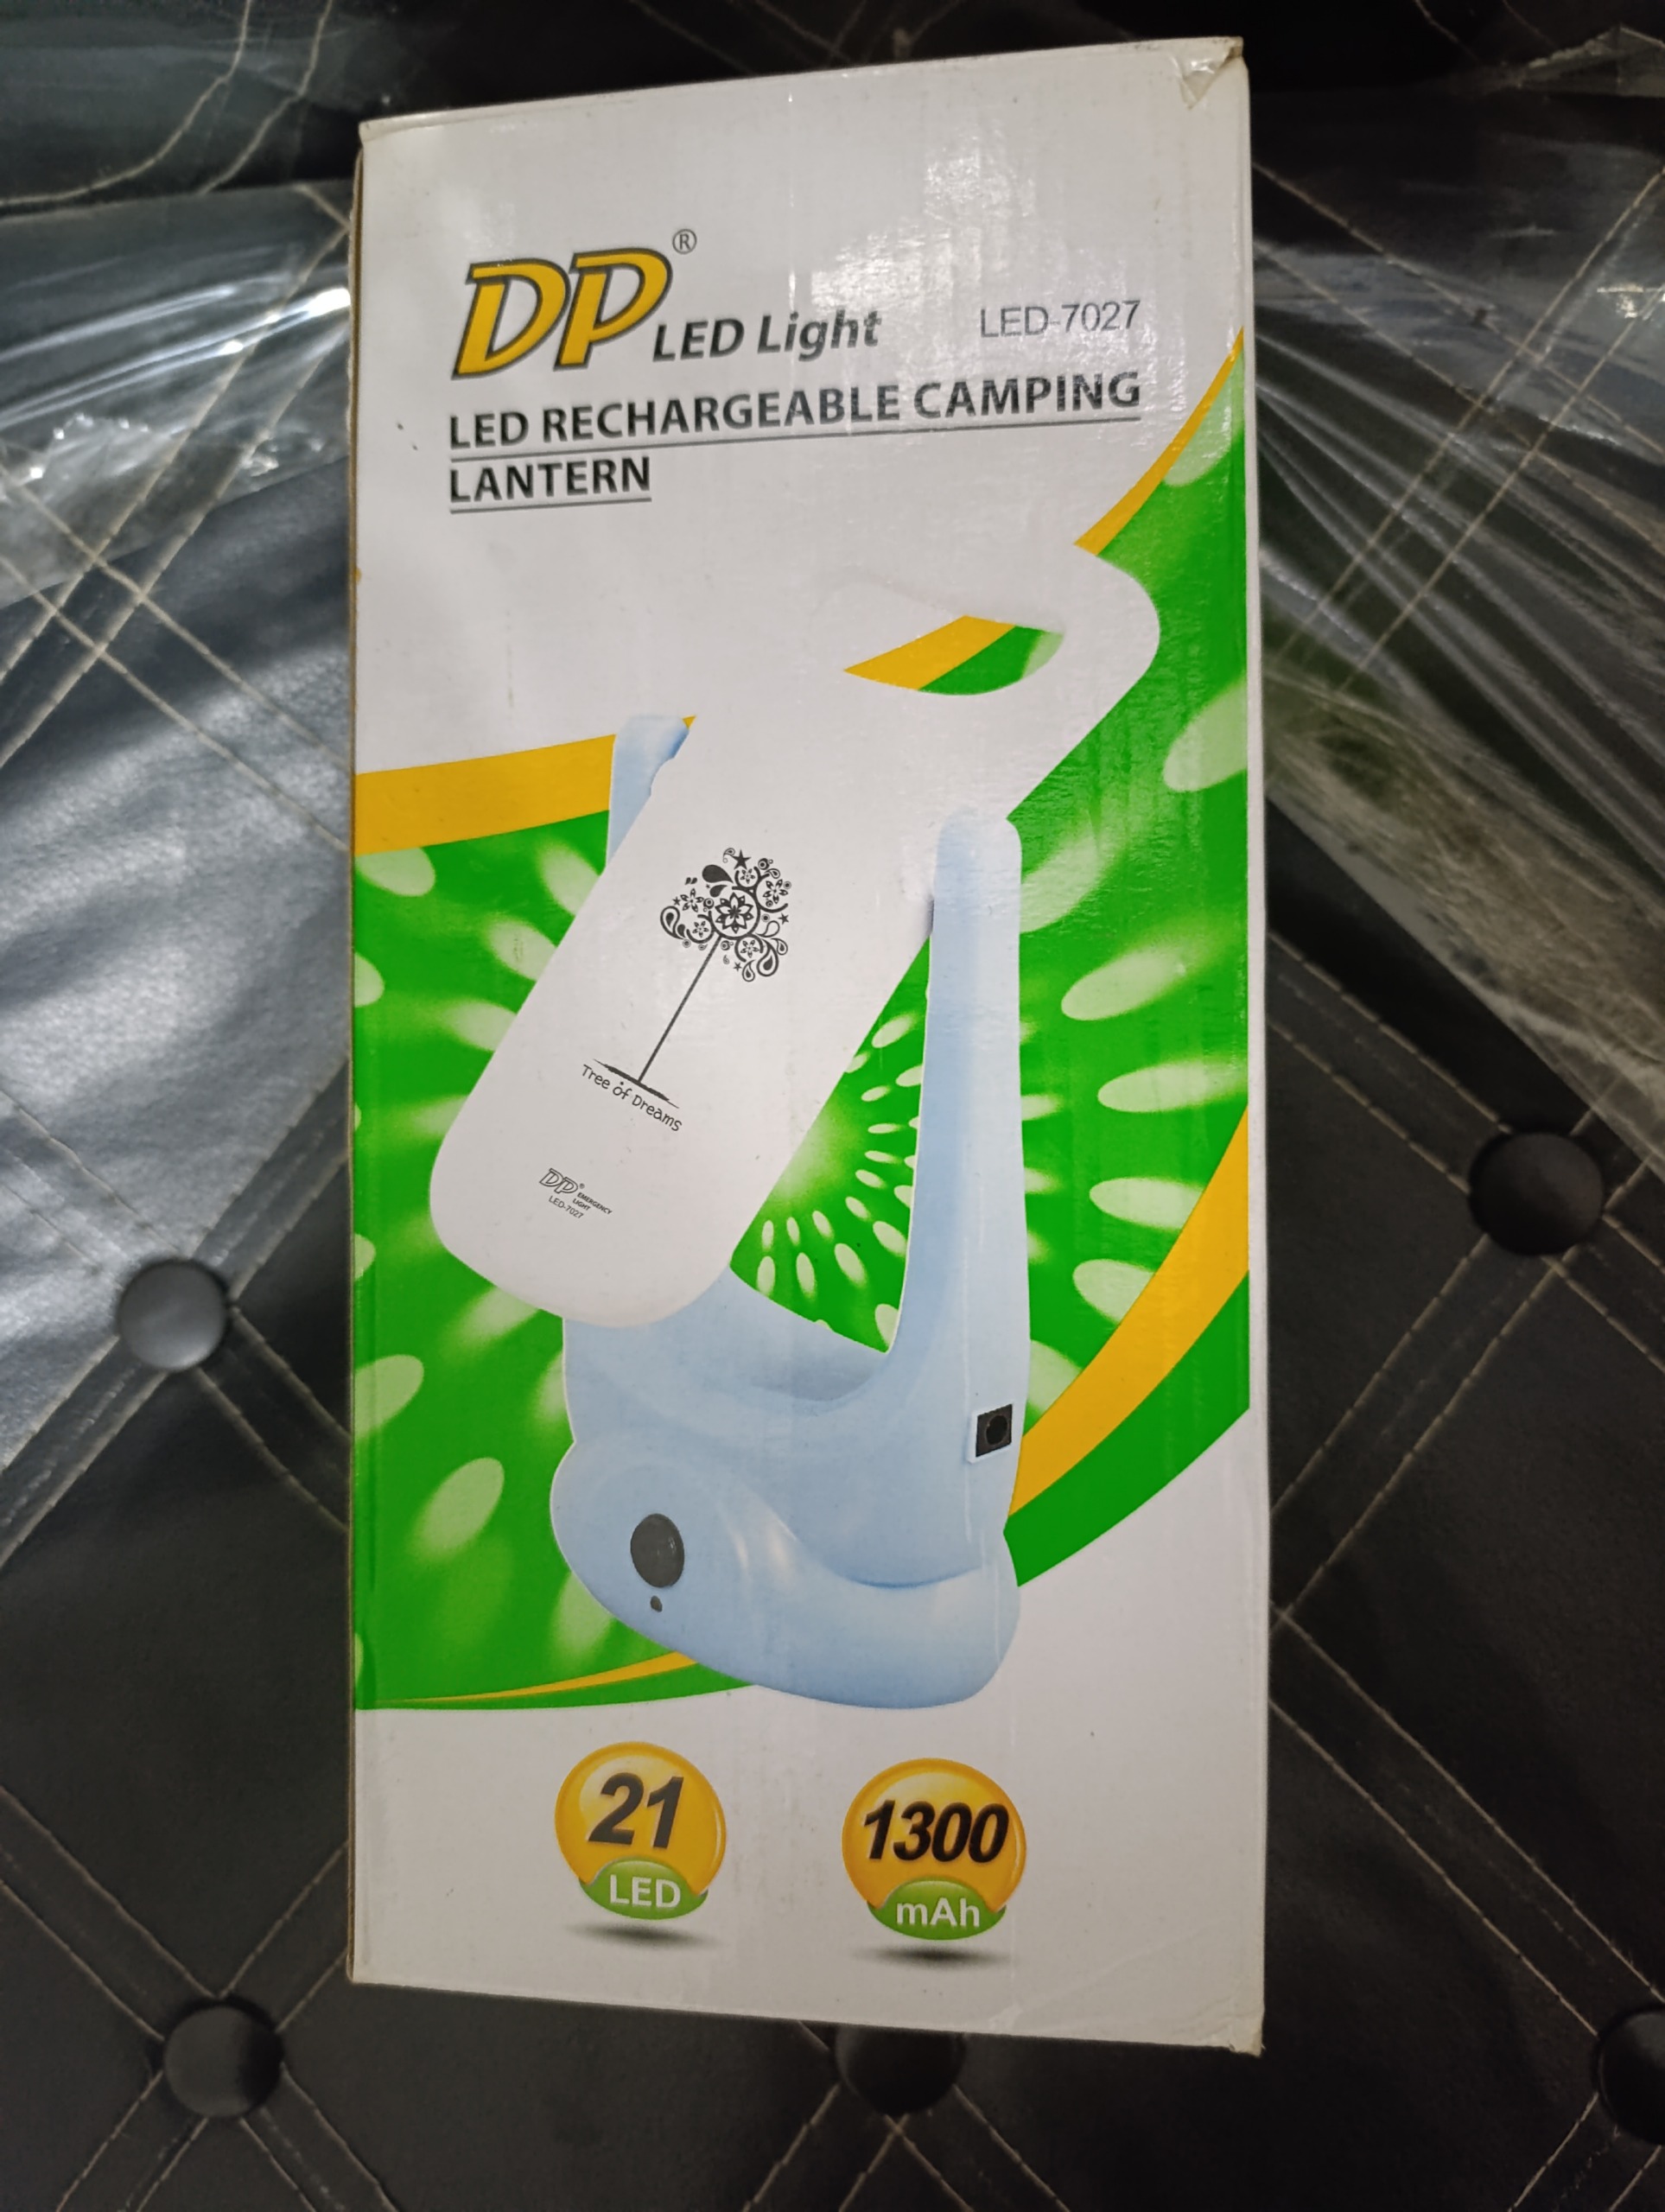 DP® LED Light LED-7027
LED RECHARGEABLE CAMPING
LANTERN
Tree of Dreams
DP® EMERGENCY
LIGHT
LED-7027
21
LED
1300
mAh